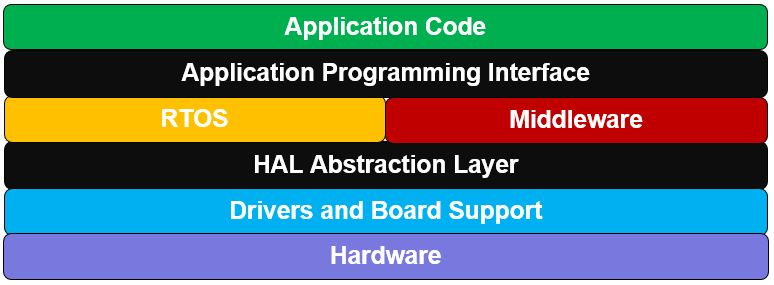 Application Code
Application Programming Interface
RTOS
Middleware
HAL Abstraction Layer
Drivers and Board Support
Hardware